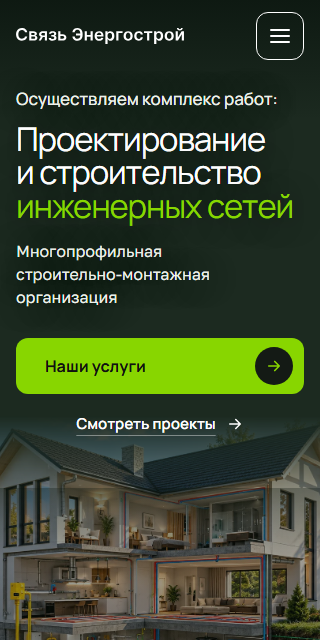 Связь Энергострой
Осуществляем комплекс работ:
Проектирование
и строительство
инженерных сетей
Многопрофильная
строительно-монтажная
организация
Наши услуги
Смотреть проекты